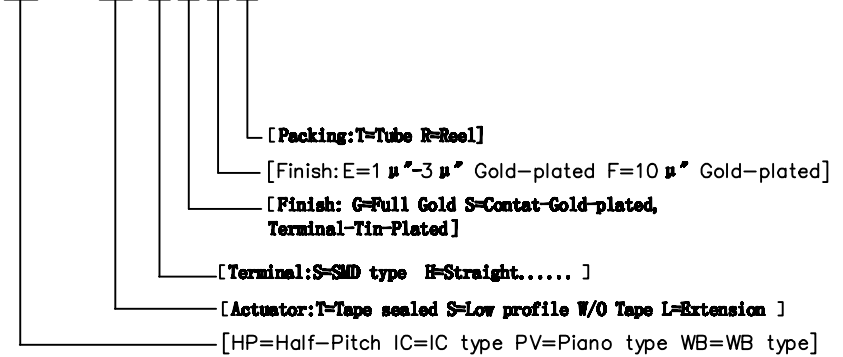 [Packing:T=Tube R=Reel]
[Finish:E=1 μ"-3 μ" Gold-plated F=10 μ" Gold-plated]
[Finish: G=Full Gold S=Contat-Gold-plated,
Terminal-Tin-Plated]
[Terminal:S=SMD type H=Straight...... ]
[Actuator:T=Tape sealed S=Low profile W/O Tape L=Extension ]
[HP=Half-Pitch IC=IC type PV=Piano type WB=WB type]